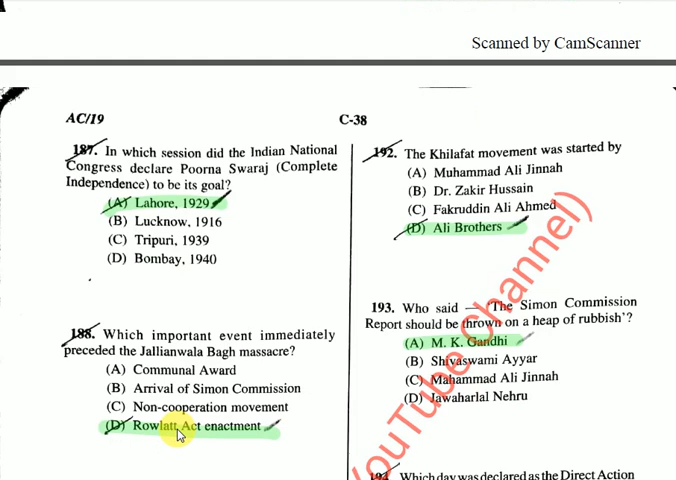 Scanned by CamScanner
AC/19
C-38
187. In which session did the Indian National
Congress declare Poorna Swaraj (Complete
Independence) to be its goal?
(A) Lahore, 1929
(B) Lucknow, 1916
(C) Tripuri, 1939
(D) Bombay, 1940
188. Which important event immediately
preceded the Jallianwala Bagh massacre?
(A) Communal Award
(B) Arrival of Simon Commission
(C) Non-cooperation movement
(D) Rowlatt Act enactment
192. The Khilafat movement was started by
(A) Muhammad Ali Jinnah
(B) Dr. Zakir Hussain
(C) Fakruddin Ali Ahmed
(D) Ali Brothers
193. Who said — 'The Simon Commission
Report should be thrown on a heap of rubbish'?
(A) M. K. Gandhi
(B) Shivaswami Ayyar
(C) Mahammad Ali Jinnah
(D) Jawaharlal Nehru
194. Which day was declared as the Direct Action
YouTube Channel)